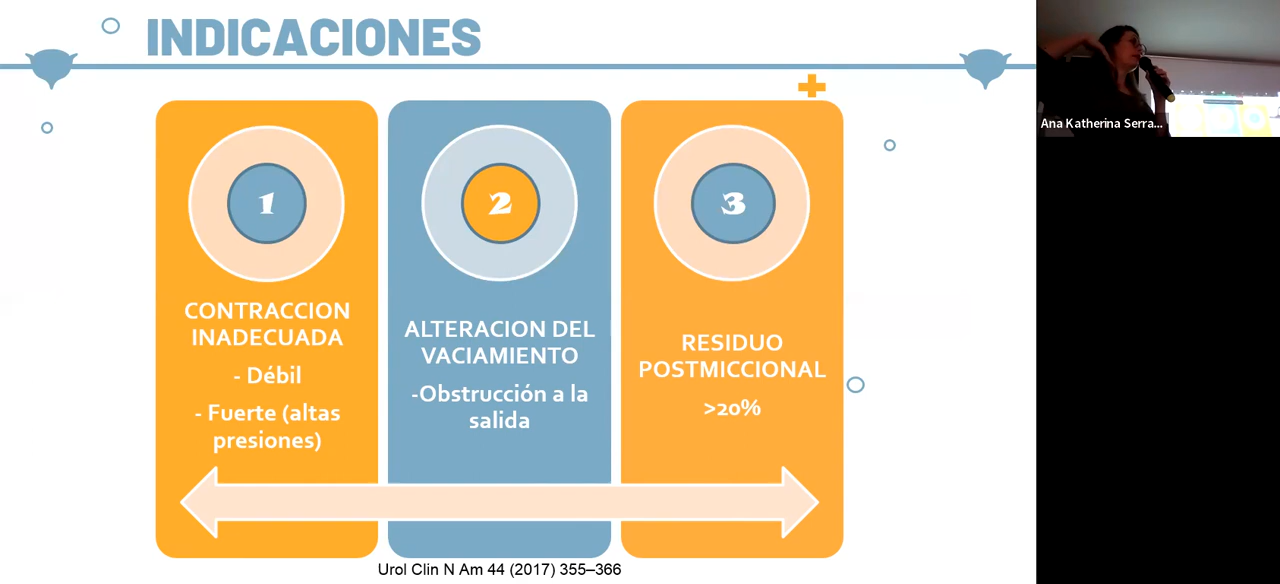 INDICACIONES
1
CONTRACCION
INADECUADA
- Débil
- Fuerte (altas
presiones)
2
ALTERACION DEL
VACIAMIENTO
-Obstrucción a la
salida
3
RESIDUO
POSTMICCIONAL
>20%
Urol Clin N Am 44 (2017) 355–366
Ana Katherina Serra...